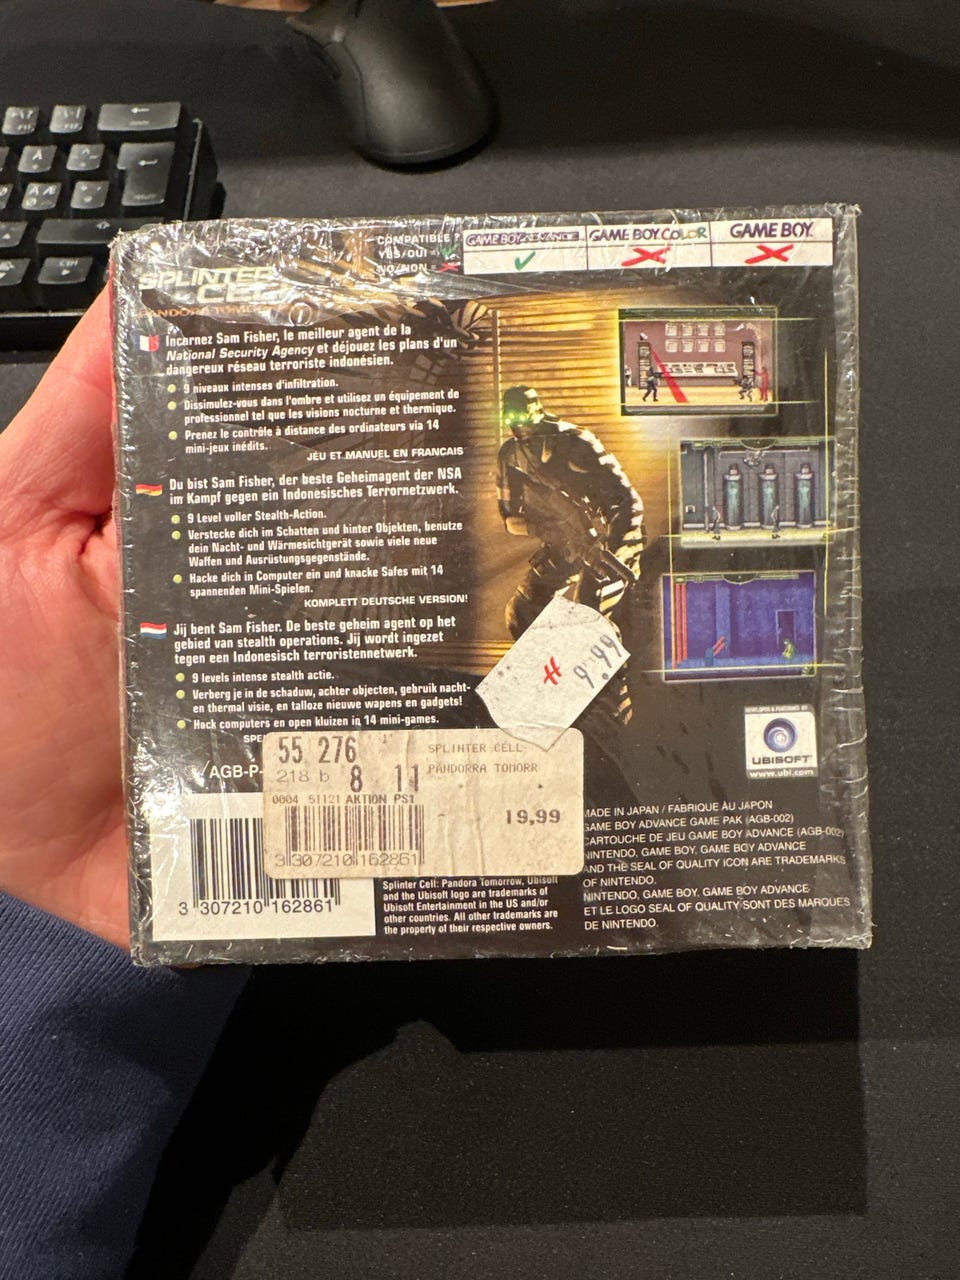 COMPATIBLE ?
YES/OUI =
NO/NON =
GAME BOY ADVANCE
GAME BOY COLOR
GAME BOY
SPLINTER
CELL
PANDORA TOMORROW
Incarnez Sam Fisher, le meilleur agent de la
National Security Agency et déjouez les plans d'un
dangereux réseau terroriste indonésien.
9 niveaux intenses d'infiltration.
Dissimulez-vous dans l'ombre et utilisez un équipement de
professionnel tel que les visions nocturne et thermique.
Prenez le contrôle à distance des ordinateurs via 14
mini-jeux inédits.
JEU ET MANUEL EN FRANÇAIS
Du bist Sam Fisher, der beste Geheimagent der NSA
im Kampf gegen ein Indonesisches Terrornetzwerk.
9 Level voller Stealth-Action.
Verstecke dich im Schatten und hinter Objekten, benutze
dein Nacht- und Wärmesichtgerät sowie viele neue
Waffen und Ausrüstungsgegenstände.
Hacke dich in Computer ein und knacke Safes mit 14
spannenden Mini-Spielen.
KOMPLETT DEUTSCHE VERSION!
Jij bent Sam Fisher. De beste geheim agent op het
gebied van stealth operations. Jij wordt ingezet
tegen een Indonesisch terroristennetwerk.
9 levels intense stealth actie.
Verberg je in de schaduw, achter objecten, gebruik nacht-
en thermal visie, en talloze nieuwe wapens en gadgets!
Hack computers en open kluizen in 14 mini-games.
9.99
AGB-P-
55 276
218 b 8 11
0004 51121 AKTION PS1
SPLINTER CELL
PANDORRA TOMORR
19,99
3 307210 162861
3 307210 162861
DEVELOPED & PUBLISHED BY
UBISOFT
www.ubi.com
Splinter Cell: Pandora Tomorrow, Ubisoft
and the Ubisoft logo are trademarks of
Ubisoft Entertainment in the US and/or
other countries. All other trademarks are
the property of their respective owners.
MADE IN JAPAN / FABRIQUÉ AU JAPON
GAME BOY ADVANCE GAME PAK (AGB-002)
CARTOUCHE DE JEU GAME BOY ADVANCE (AGB-002)
NINTENDO, GAME BOY, GAME BOY ADVANCE
AND THE SEAL OF QUALITY ICON ARE TRADEMARKS
OF NINTENDO.
NINTENDO, GAME BOY, GAME BOY ADVANCE
ET LE LOGO SEAL OF QUALITY SONT DES MARQUES
DE NINTENDO.